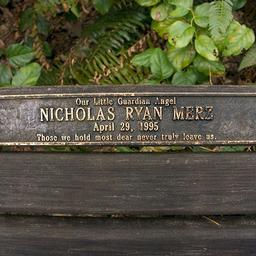 Our Little Guardian Angel
NICHOLAS RYAN MERZ
April 29, 1995
Those we hold most dear never truly leave us.